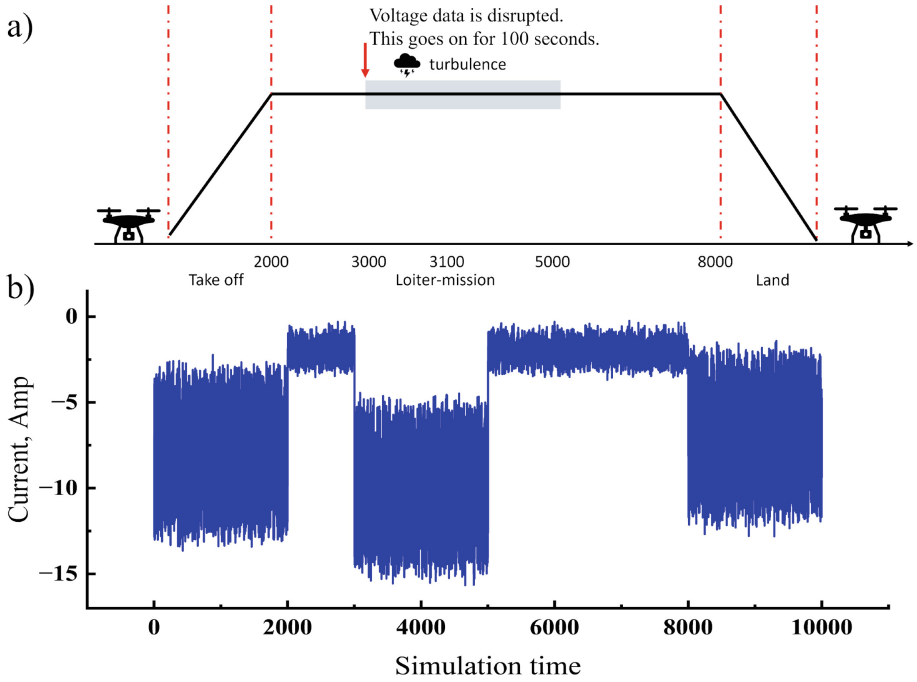 a)
Voltage data is disrupted.
This goes on for 100 seconds.
turbulence
2000 3000 3100 5000 8000
Take off Loiter-mission Land
b)
0
−5
−10
−15
Current, Amp
0 2000 4000 6000 8000 10000
Simulation time